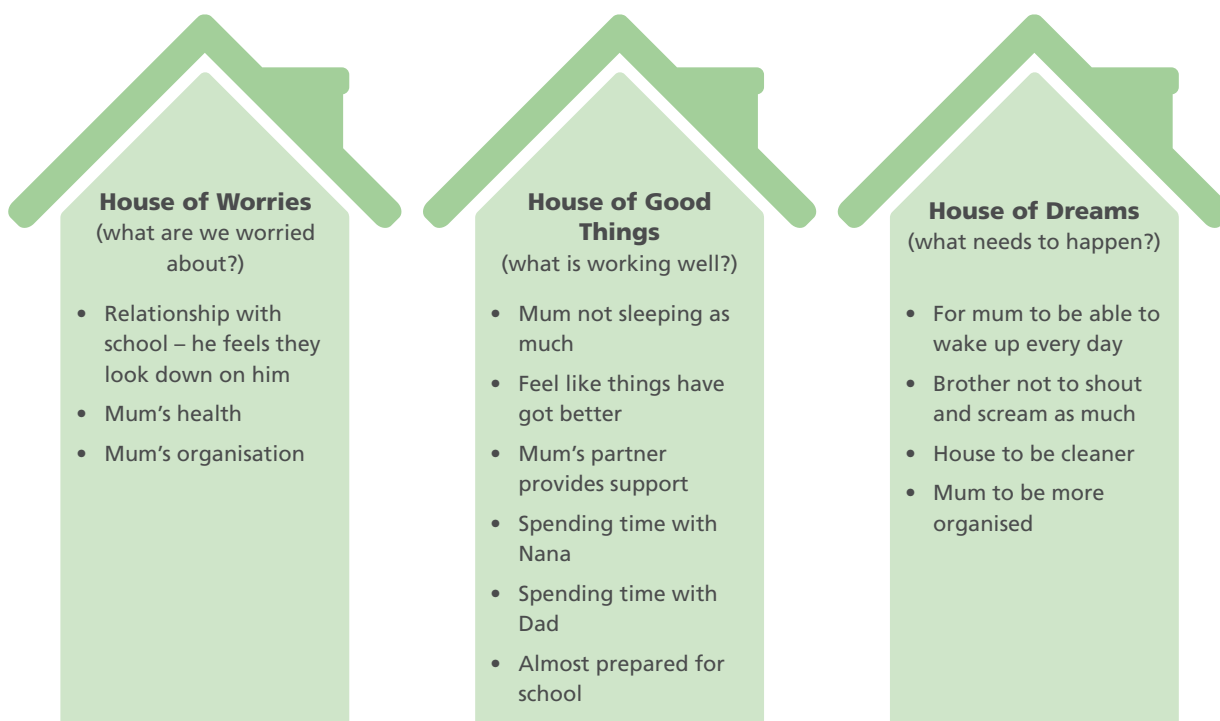 House of Worries
(what are we worried
about?)
• Relationship with
school – he feels they
look down on him
• Mum's health
• Mum's organisation
House of Good
Things
(what is working well?)
• Mum not sleeping as
much
• Feel like things have
got better
• Mum's partner
provides support
• Spending time with
Nana
• Spending time with
Dad
• Almost prepared for
school
House of Dreams
(what needs to happen?)
• For mum to be able to
wake up every day
• Brother not to shout
and scream as much
• House to be cleaner
• Mum to be more
organised